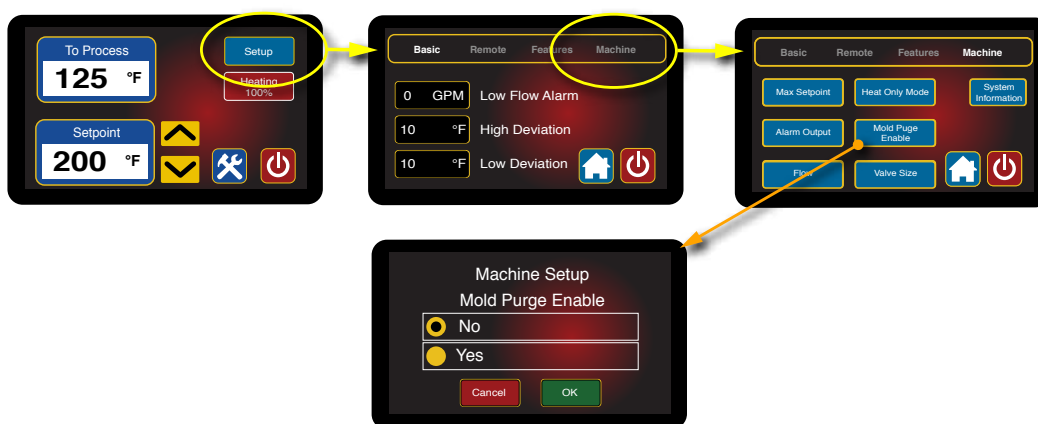 To Process
125 °F
Setup
Heating
100%
Setpoint
200 °F
Basic Remote Features Machine
0 GPM Low Flow Alarm
10 °F High Deviation
10 °F Low Deviation
Basic Remote Features Machine
Max Setpoint Heat Only Mode System
Information
Alarm Output Mold Puge
Enable
Flow Valve Size
Machine Setup
Mold Purge Enable
No
Yes
Cancel OK